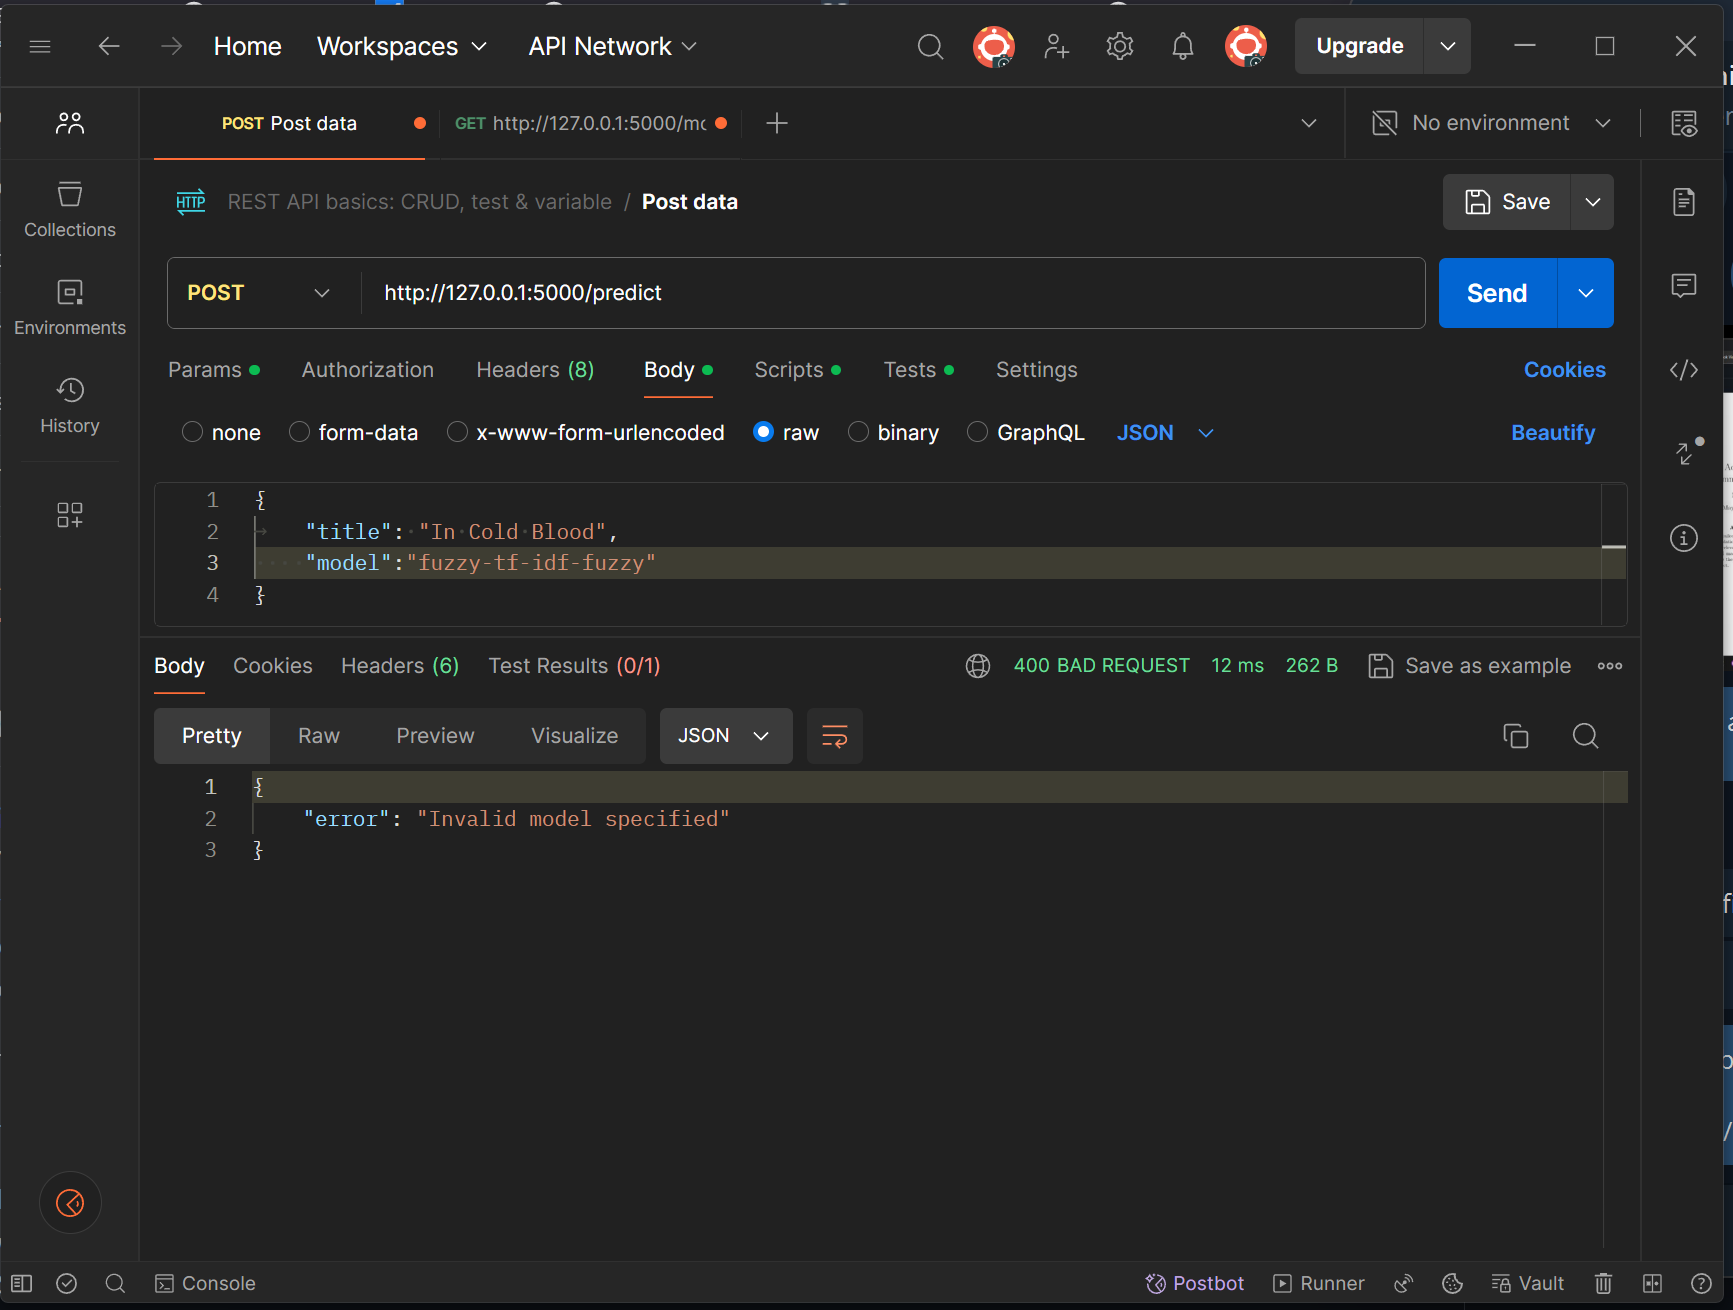 Home Workspaces API Network Upgrade
POST Post data GET http://127.0.0.1:5000/mc No environment
HTTP REST API basics: CRUD, test & variable / Post data Save
Collections
POST http://127.0.0.1:5000/predict Send
Environments
Params Authorization Headers (8) Body Scripts Tests Settings Cookies
History
none form-data x-www-form-urlencoded raw binary GraphQL JSON Beautify
1 {
2 "title": "In Cold Blood",
3 "model":"fuzzy-tf-idf-fuzzy"
4 }
Body Cookies Headers (6) Test Results (0/1) 400 BAD REQUEST 12 ms 262 B Save as example
Pretty Raw Preview Visualize JSON
1 {
2 "error": "Invalid model specified"
3 }
Console Postbot Runner Vault